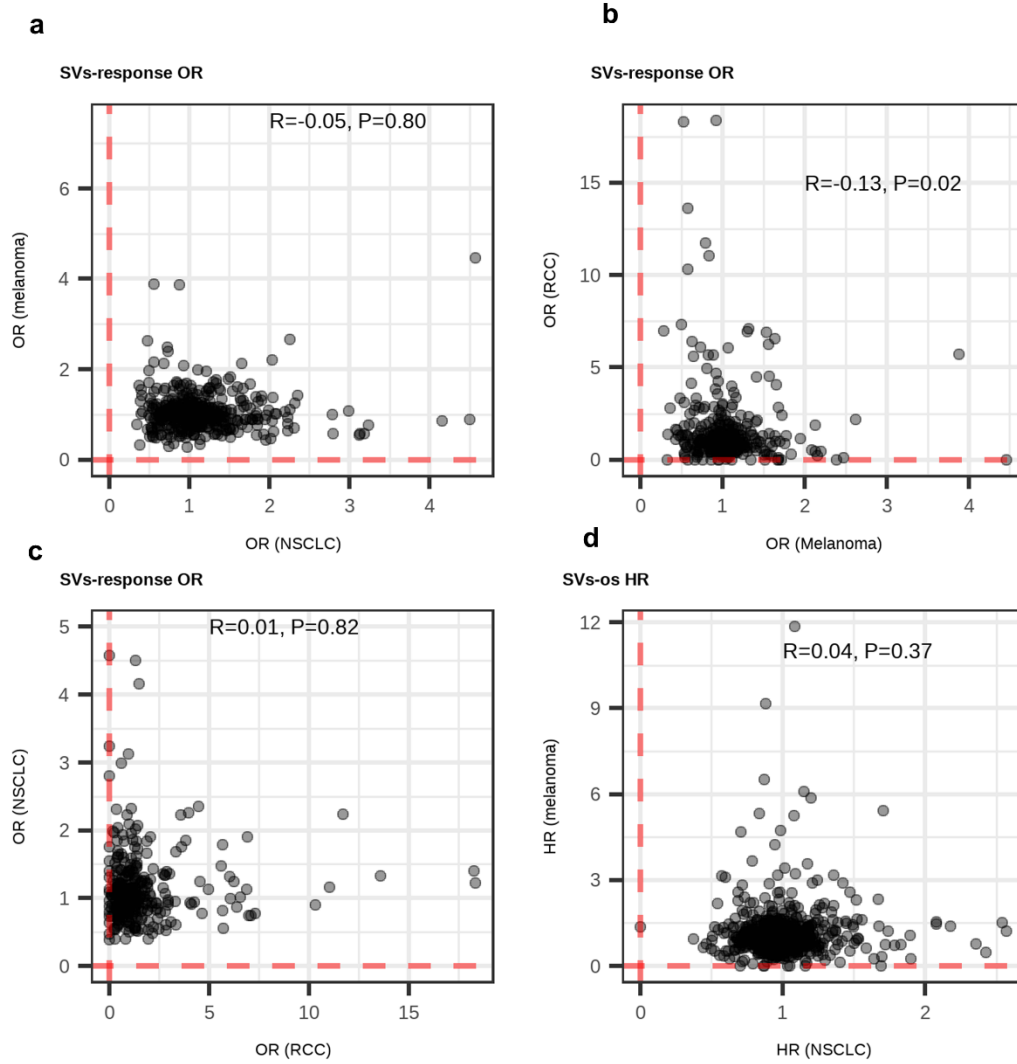 a
SVs-response OR
R=-0.05, P=0.80
6
4
2
0
OR (melanoma)
0 1 2 3 4
OR (NSCLC)
b
SVs-response OR
R=-0.13, P=0.02
15
10
5
0
OR (RCC)
0 1 2 3 4
OR (Melanoma)
c
SVs-response OR
R=0.01, P=0.82
5
4
3
2
1
0
OR (NSCLC)
0 5 10 15
OR (RCC)
d
SVs-os HR
R=0.04, P=0.37
12
9
6
3
0
HR (melanoma)
0 1 2
HR (NSCLC)